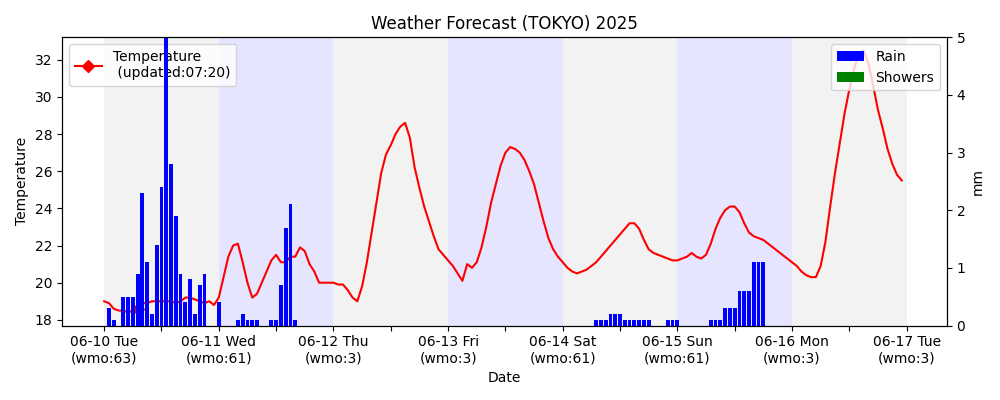 Weather Forecast (TOKYO) 2025
Temperature
(updated:07:20)
Rain
Showers
32
30
28
26
24
22
20
18
Temperature
5
4
3
2
1
0
mm
06-10 Tue
(wmo:63)
06-11 Wed
(wmo:61)
06-12 Thu
(wmo:3)
06-13 Fri
(wmo:3)
06-14 Sat
(wmo:61)
06-15 Sun
(wmo:61)
06-16 Mon
(wmo:3)
06-17 Tue
(wmo:3)
Date